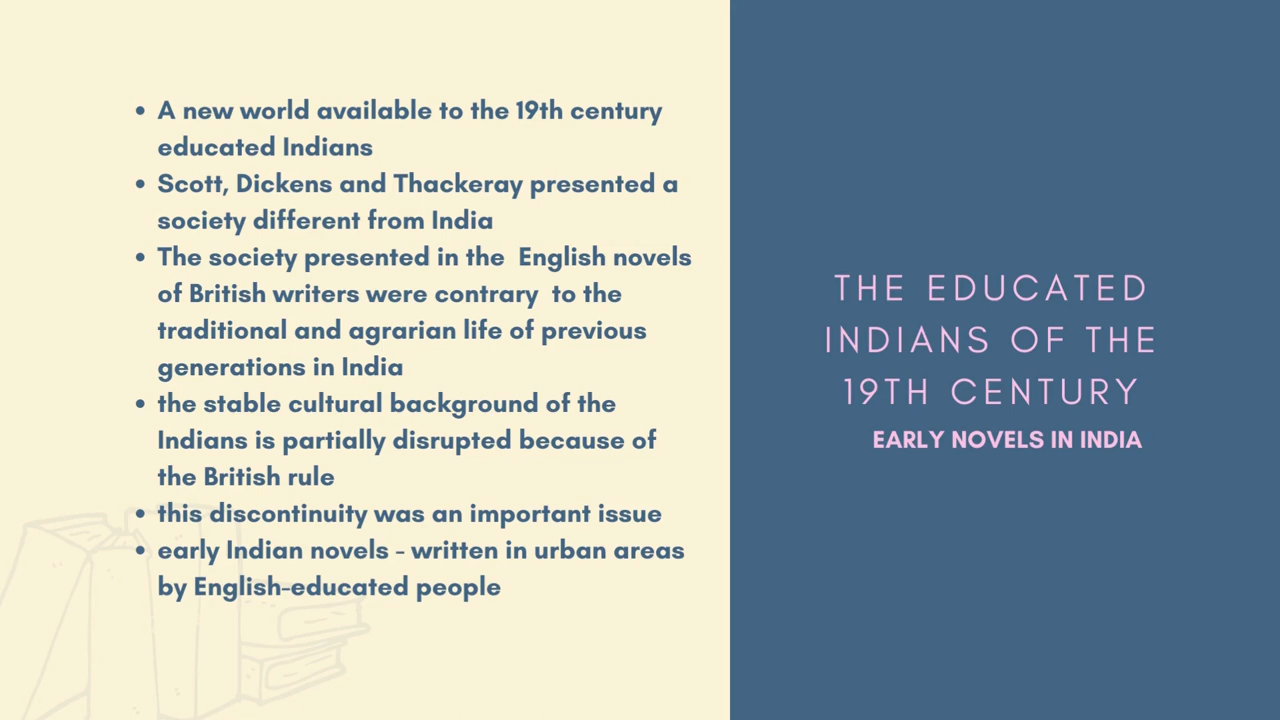 • A new world available to the 19th century
educated Indians
• Scott, Dickens and Thackeray presented a
society different from India
• The society presented in the  English novels
of British writers were contrary  to the
traditional and agrarian life of previous
generations in India
• the stable cultural background of the
Indians is partially disrupted because of
the British rule
• this discontinuity was an important issue
• early Indian novels - written in urban areas
by English-educated people
THE EDUCATED
INDIANS OF THE
19TH CENTURY
EARLY NOVELS IN INDIA